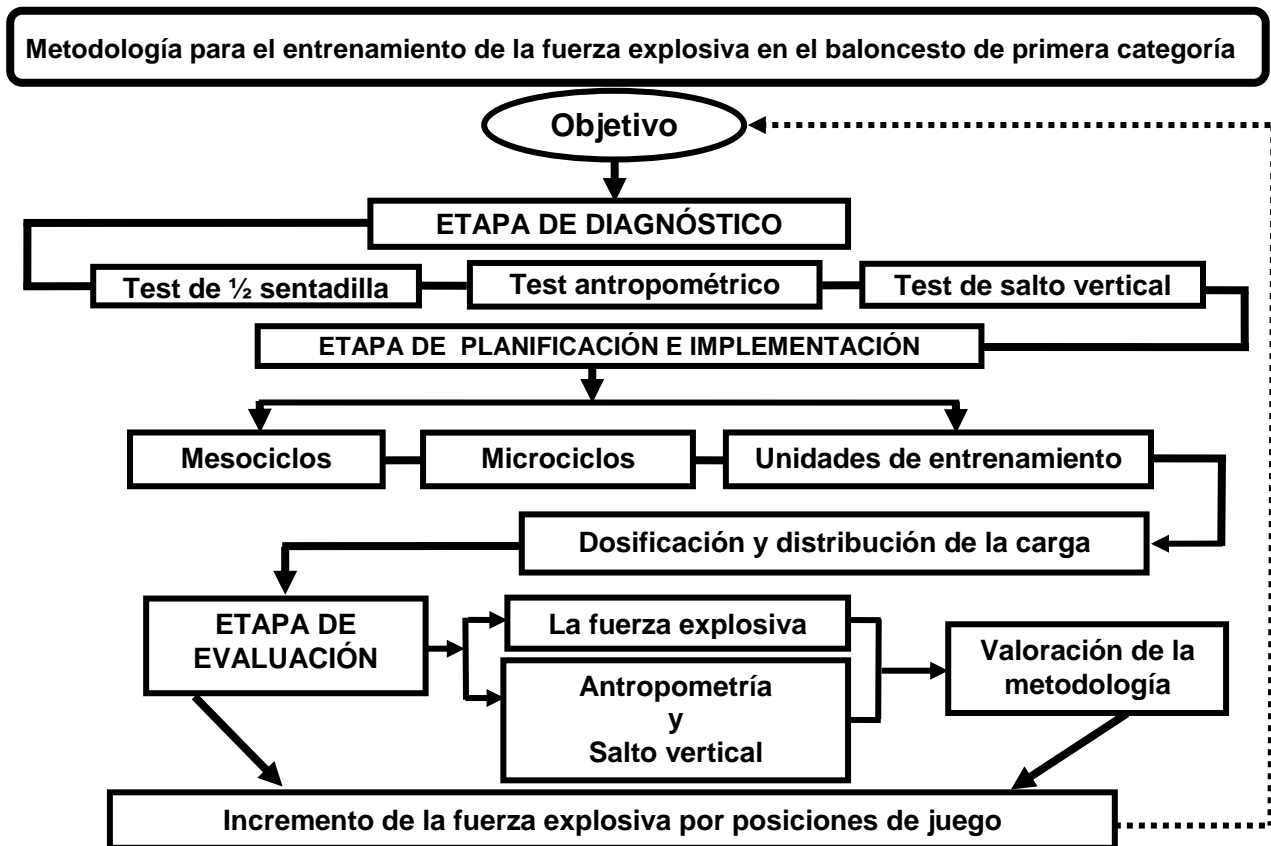 Metodología para el entrenamiento de la fuerza explosiva en el baloncesto de primera categoría
Objetivo
ETAPA DE DIAGNÓSTICO
Test de ½ sentadilla
Test antropométrico
Test de salto vertical
ETAPA DE PLANIFICACIÓN E IMPLEMENTACIÓN
Mesociclos
Microciclos
Unidades de entrenamiento
Dosificación y distribución de la carga
ETAPA DE
EVALUACIÓN
La fuerza explosiva
Antropometría
y
Salto vertical
Valoración de la
metodología
Incremento de la fuerza explosiva por posiciones de juego